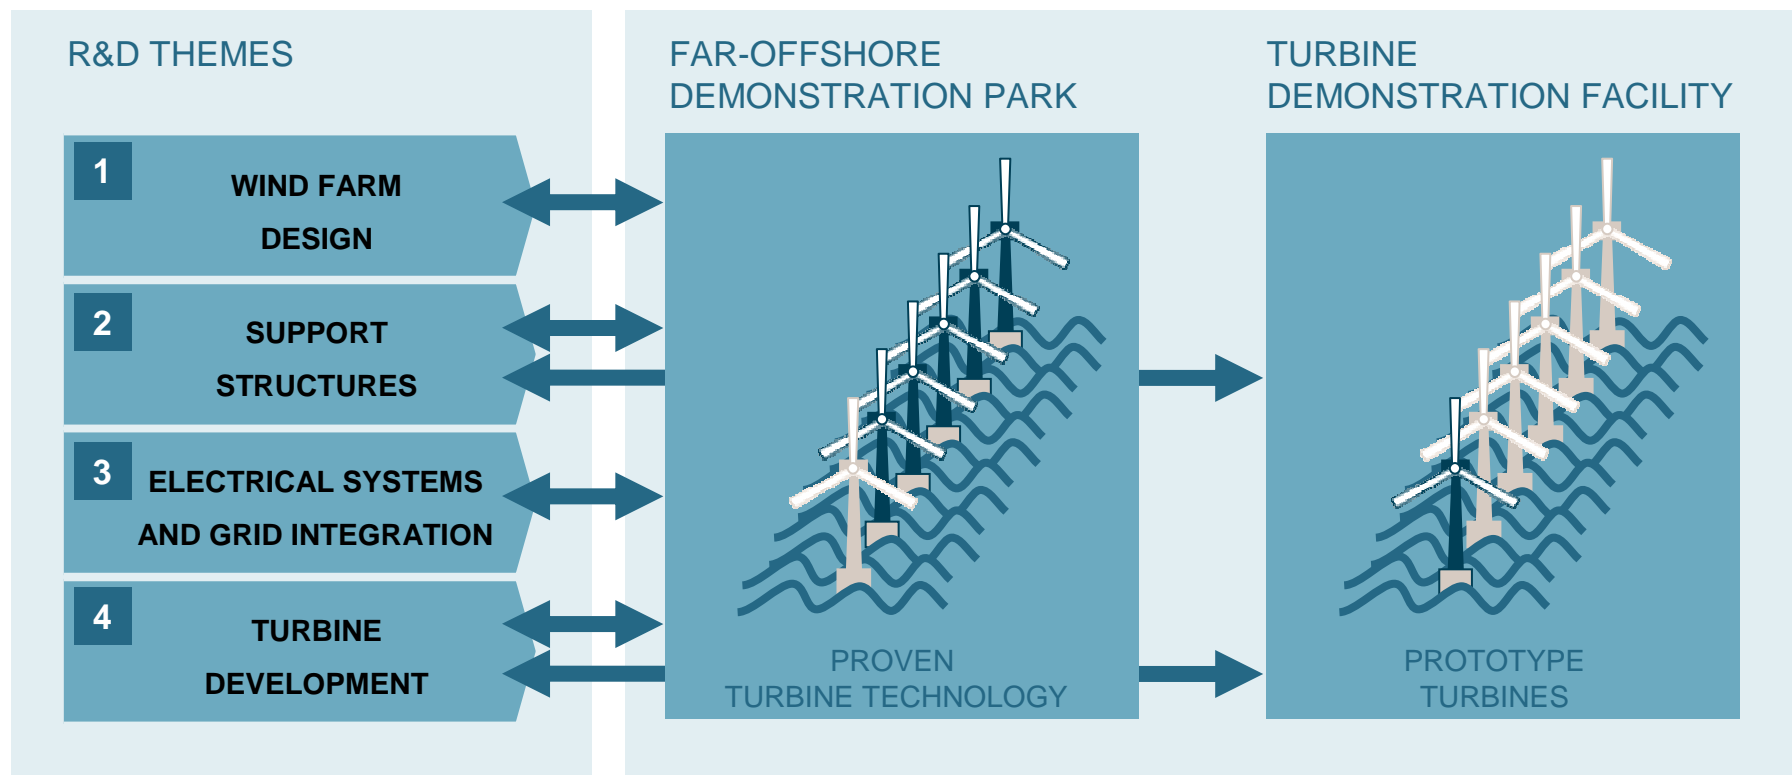 R&D THEMES
1
WIND FARM
DESIGN
2
SUPPORT
STRUCTURES
3
ELECTRICAL SYSTEMS
AND GRID INTEGRATION
4
TURBINE
DEVELOPMENT
FAR-OFFSHORE
DEMONSTRATION PARK
PROVEN
TURBINE TECHNOLOGY
TURBINE
DEMONSTRATION FACILITY
PROTOTYPE
TURBINES